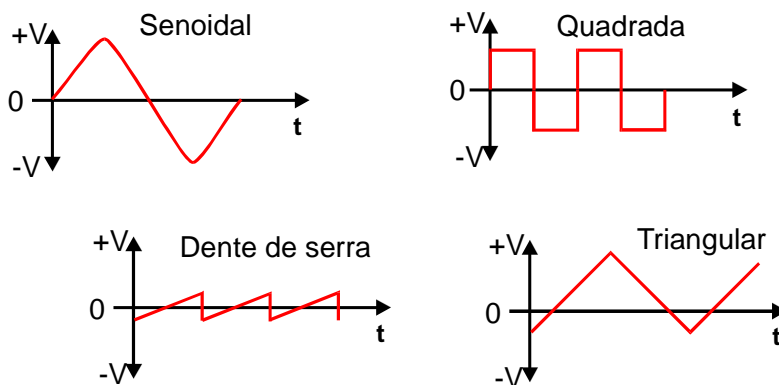 Senoidal
+V
0
t
-V
Quadrada
+V
0
t
-V
Dente de serra
+V
0
t
-V
Triangular
+V
0
t
-V